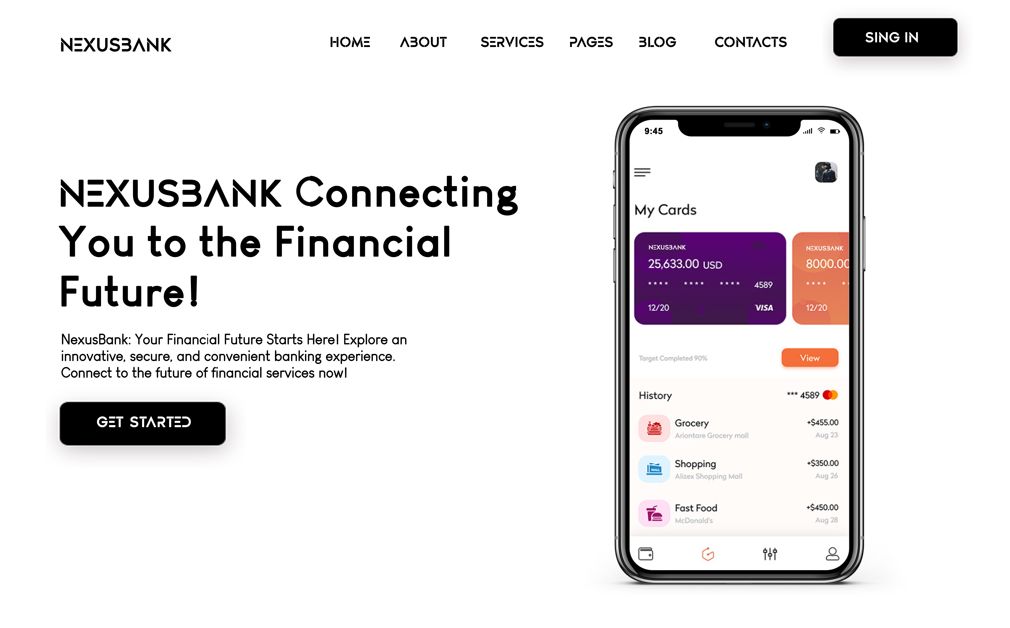 NEXUSBANK
HOME ABOUT SERVICES PAGES BLOG CONTACTS
SING IN
NEXUSBANK Connecting
You to the Financial
Future!
NexusBank: Your Financial Future Starts Here! Explore an
innovative, secure, and convenient banking experience.
Connect to the future of financial services now!
GET STARTED
9:45
My Cards
NEXUSBANK
25,633.00 USD
**** **** **** 4589
12/20 VISA
NEXUSBANK
8000.00
****
12/20
Target Completed 90%
View
History *** 4589
Grocery +$455.00
Ariontare Grocery mall Aug 23
Shopping +$350.00
Alizex Shopping Mall Aug 26
Fast Food +$450.00
McDonald's Aug 28